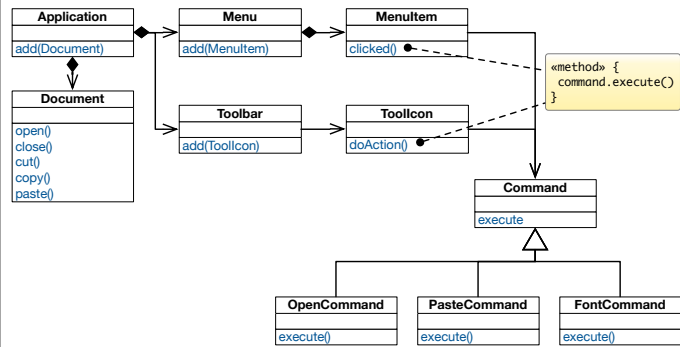 Application
add(Document)
Menu
add(MenuItem)
MenuItem
clicked()
«method» {
command.execute()
}
Document
open()
close()
cut()
copy()
paste()
Toolbar
add(ToolIcon)
ToolIcon
doAction()
Command
execute
OpenCommand
execute()
PasteCommand
execute()
FontCommand
execute()